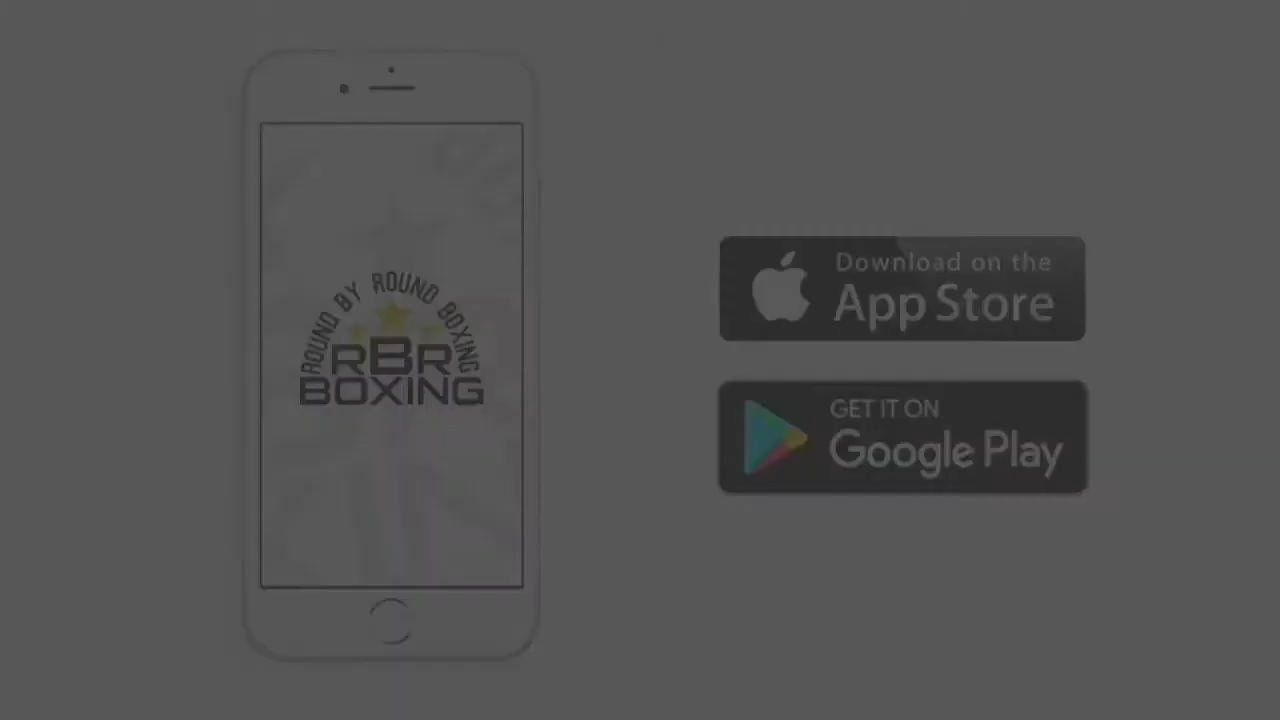 ROUND BY ROUND BOXING
RBR
BOXING
Download on the
App Store
GET IT ON
Google Play